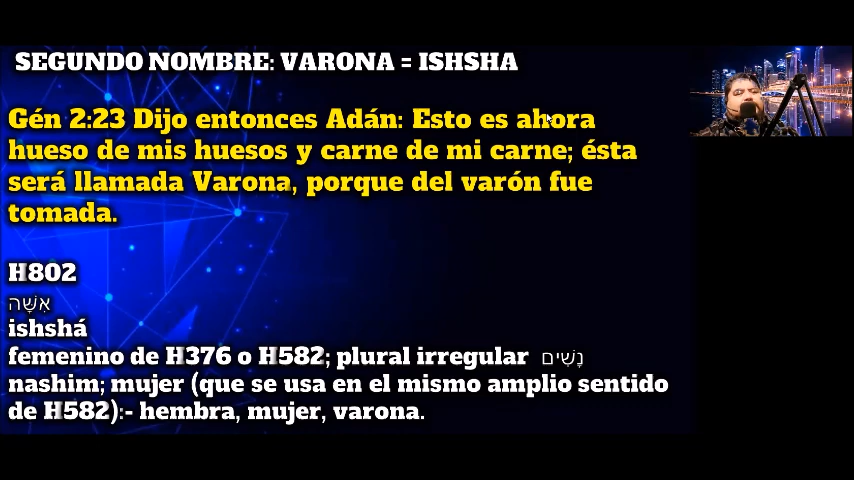 SEGUNDO NOMBRE: VARONA = ISHSHA
Gén 2:23 Dijo entonces Adán: Esto es ahora
hueso de mis huesos y carne de mi carne; ésta
será llamada Varona, porque del varón fue
tomada.
H802
אִשָּׁה
ishshá
femenino de H376 o H582; plural irregular נָשִׁים
nashim; mujer (que se usa en el mismo amplio sentido
de H582):- hembra, mujer, varona.